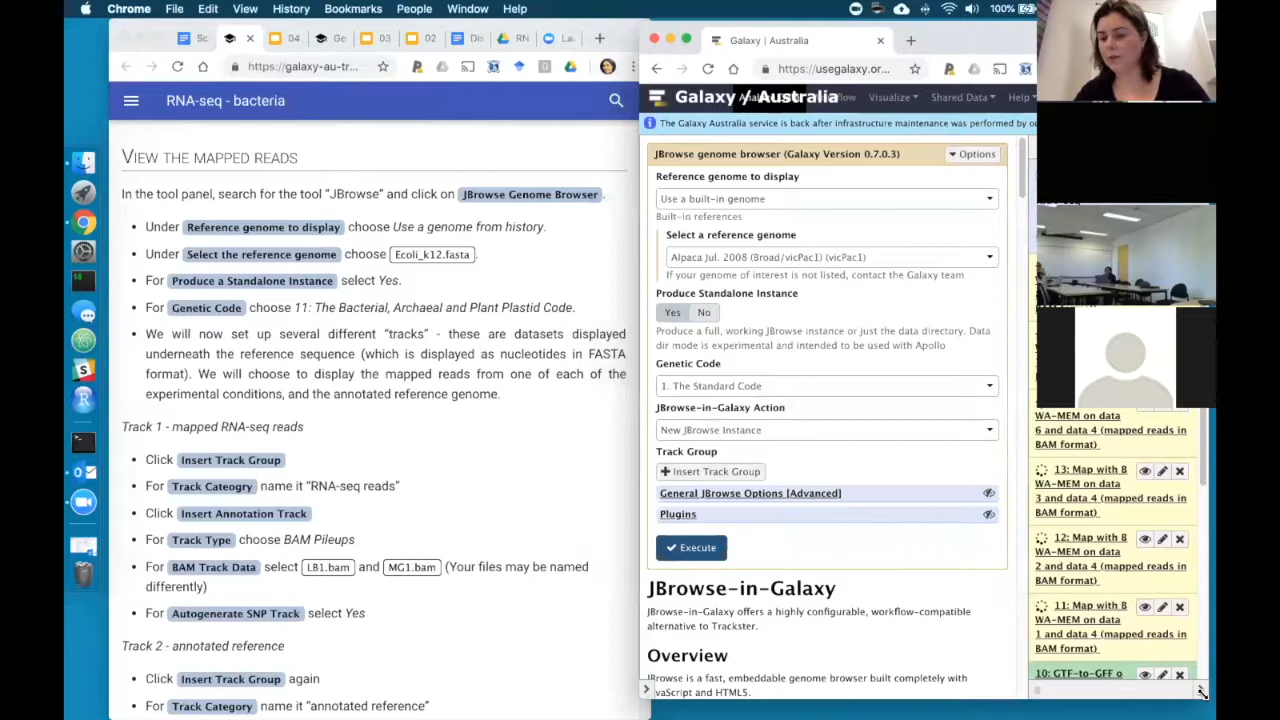 Chrome File Edit View History Bookmarks People Window Help
100%
Sc
04
Ge
03
02
Dis
RN
La
https://galaxy-au-tr...
RNA-seq - bacteria
VIEW THE MAPPED READS
In the tool panel, search for the tool “JBrowse” and click on JBrowse Genome Browser.
• Under Reference genome to display choose Use a genome from history.
• Under Select the reference genome choose Ecoli_k12.fasta.
• For Produce a Standalone Instance select Yes.
• For Genetic Code choose 11: The Bacterial, Archaeal and Plant Plastid Code.
• We will now set up several different “tracks” - these are datasets displayed
underneath the reference sequence (which is displayed as nucleotides in FASTA
format). We will choose to display the mapped reads from one of each of the
experimental conditions, and the annotated reference genome.
Track 1 - mapped RNA-seq reads
• Click Insert Track Group
• For Track Cateogry name it “RNA-seq reads”
• Click Insert Annotation Track
• For Track Type choose BAM Pileups
• For BAM Track Data select LB1.bam and MG1.bam (Your files may be named
differently)
• For Autogenerate SNP Track select Yes
Track 2 - annotated reference
• Click Insert Track Group again
• For Track Category name it “annotated reference”
Galaxy | Australia
https://usegalaxy.or...
Galaxy / Australia
Visualize
Shared Data
Help
The Galaxy Australia service is back after infrastructure maintenance was performed by
JBrowse genome browser (Galaxy Version 0.7.0.3)
Options
Reference genome to display
Use a built-in genome
Built-in references
Select a reference genome
Alpaca Jul. 2008 (Broad/vicPac1) (vicPac1)
If your genome of interest is not listed, contact the Galaxy team
Produce Standalone Instance
Yes No
Produce a full, working JBrowse instance or just the data directory. Data
dir mode is experimental and intended to be used with Apollo
Genetic Code
1. The Standard Code
JBrowse-in-Galaxy Action
New JBrowse Instance
Track Group
Insert Track Group
General JBrowse Options [Advanced]
Plugins
Execute
JBrowse-in-Galaxy
JBrowse-in-Galaxy offers a highly configurable, workflow-compatible
alternative to Trackster.
Overview
JBrowse is a fast, embeddable genome browser built completely with
JavaScript and HTML5.
WA-MEM on data
6 and data 4 (mapped reads in
BAM format)
13: Map with B
WA-MEM on data
3 and data 4 (mapped reads in
BAM format)
12: Map with B
WA-MEM on data
2 and data 4 (mapped reads in
BAM format)
11: Map with B
WA-MEM on data
1 and data 4 (mapped reads in
BAM format)
10: GTF-to-GFF o